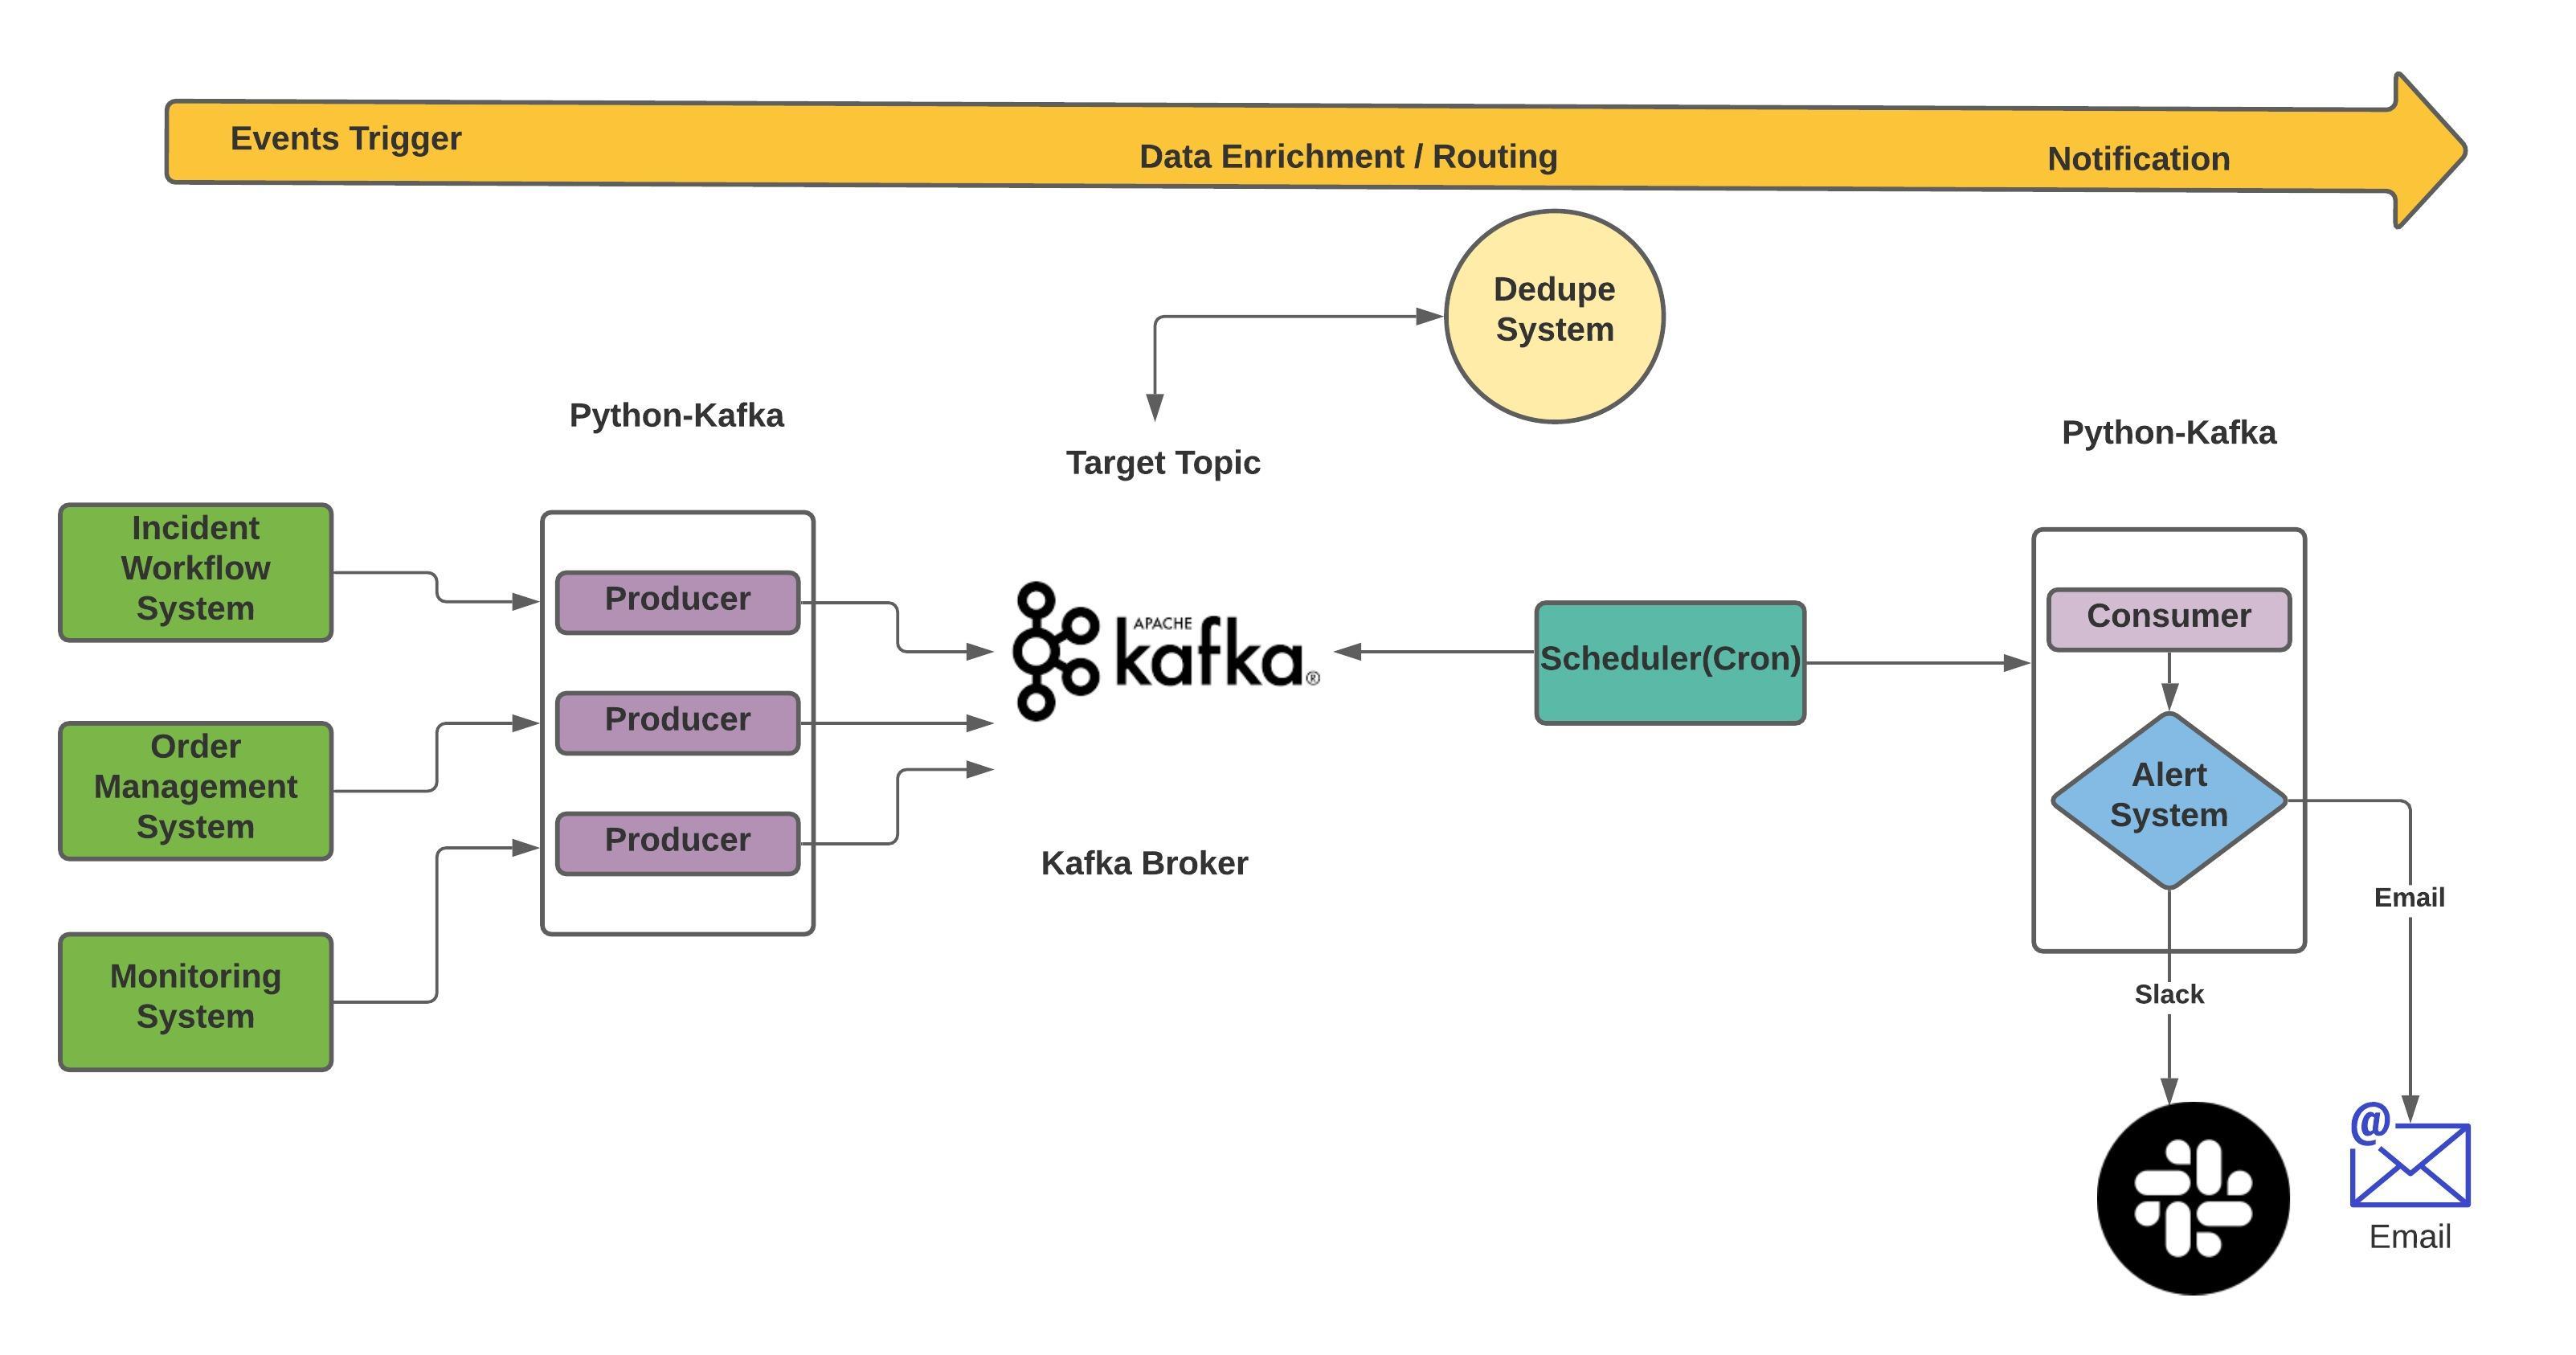 Events Trigger
Data Enrichment / Routing
Notification
Dedupe
System
Python-Kafka
Target Topic
Python-Kafka
Incident
Workflow
System
Order
Management
System
Monitoring
System
Producer
Producer
Producer
APACHE
kafka®
Kafka Broker
Scheduler(Cron)
Consumer
Alert
System
Email
Slack
@
Email